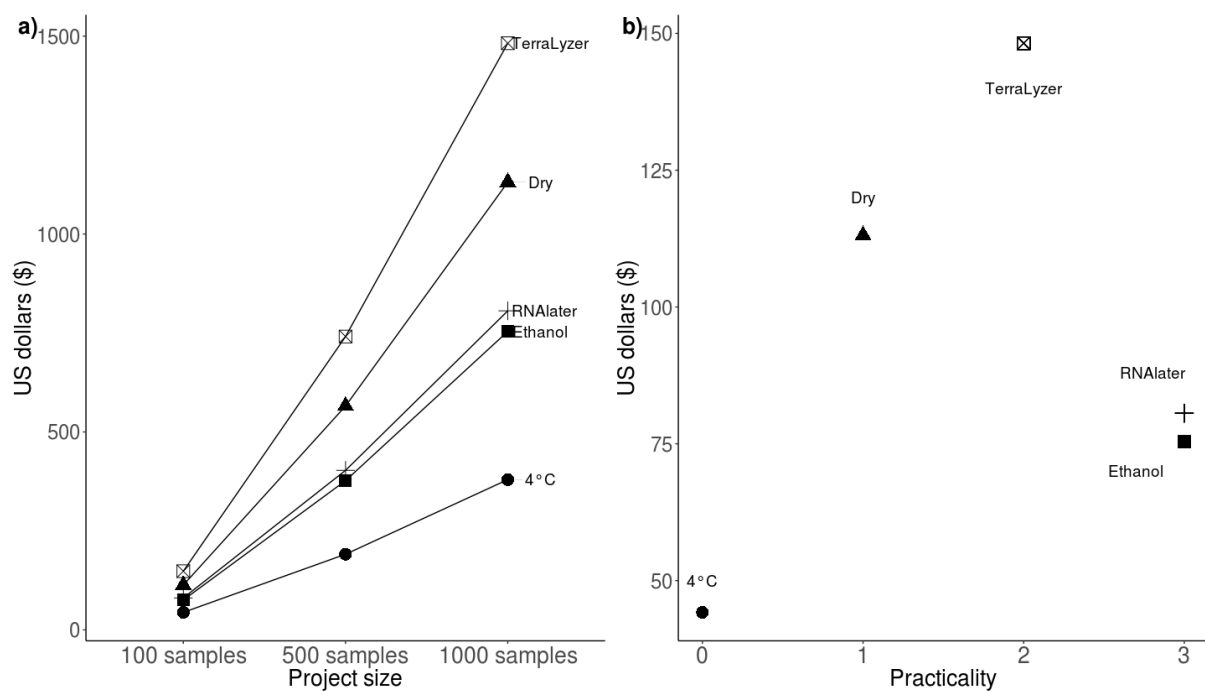 a)
US dollars ($)
1500
1000
500
0
TerraLyzer
Dry
RNAlater
Ethanol
4°C
100 samples
500 samples
1000 samples
Project size
b)
US dollars ($)
150
125
100
75
50
TerraLyzer
Dry
RNAlater
Ethanol
4°C
0
1
2
3
Practicality